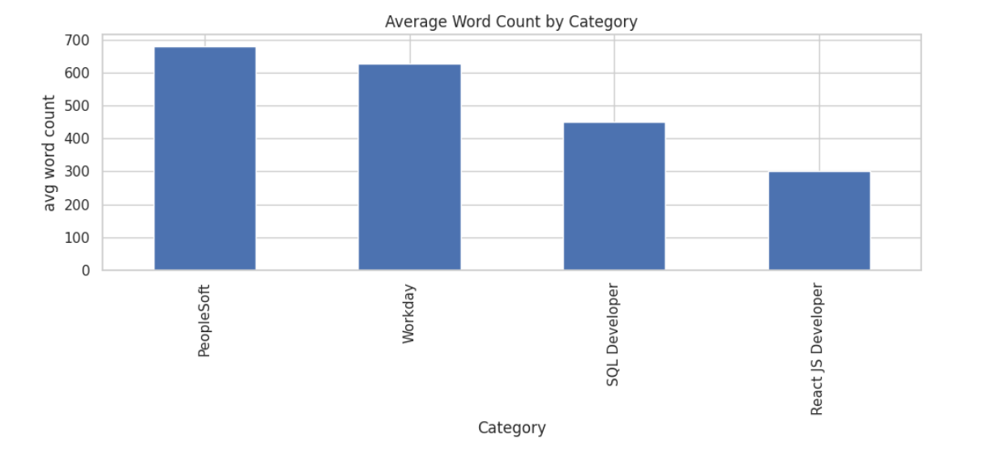 Average Word Count by Category
avg word count
700
600
500
400
300
200
100
0
PeopleSoft
Workday
SQL Developer
React JS Developer
Category